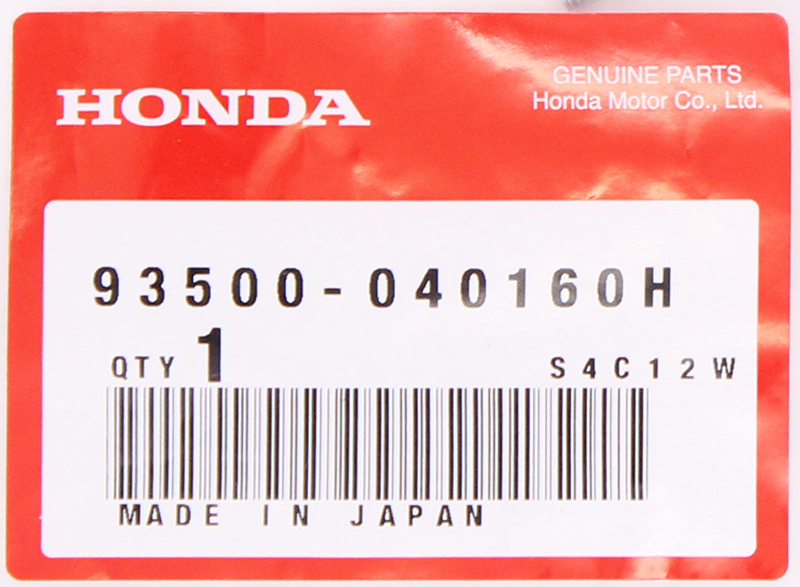 HONDA
GENUINE PARTS
Honda Motor Co., Ltd.
93500-040160H
QTY 1
S4C12W
MADE IN JAPAN